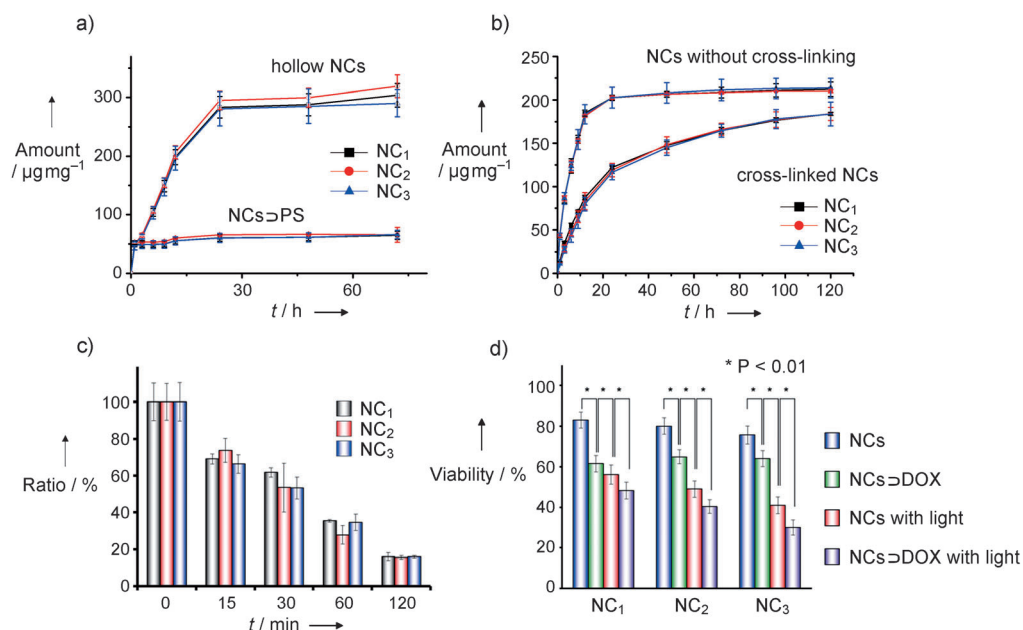 a)
hollow NCs
300
200
100
0
Amount
/ µg mg⁻¹
NC₁
NC₂
NC₃
NCs⊃PS
0
30
60
t / h
b)
NCs without cross-linking
250
200
150
100
50
0
Amount
/ µg mg⁻¹
cross-linked NCs
NC₁
NC₂
NC₃
0
20
40
60
80
100
120
t / h
c)
100
80
60
40
20
0
Ratio / %
NC₁
NC₂
NC₃
0
15
30
60
120
t / min
d)
* P < 0.01
100
80
60
40
20
0
Viability / %
* * *
* * *
* * *
NC₁
NC₂
NC₃
NCs
NCs⊃DOX
NCs with light
NCs⊃DOX with light